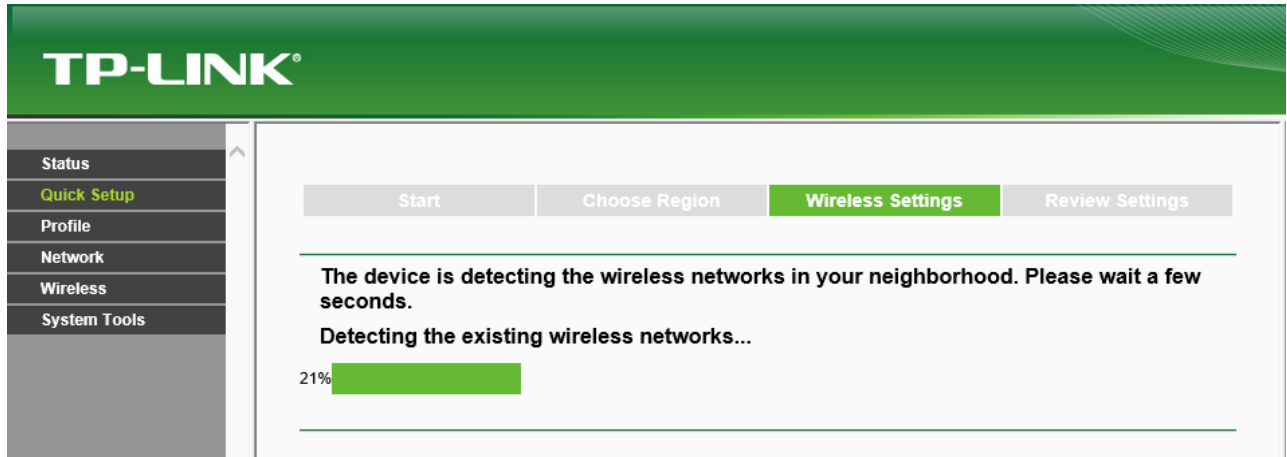 TP-LINK®
Status
Quick Setup
Profile
Network
Wireless
System Tools
Start Choose Region Wireless Settings Review Settings
The device is detecting the wireless networks in your neighborhood. Please wait a few
seconds.
Detecting the existing wireless networks...
21%